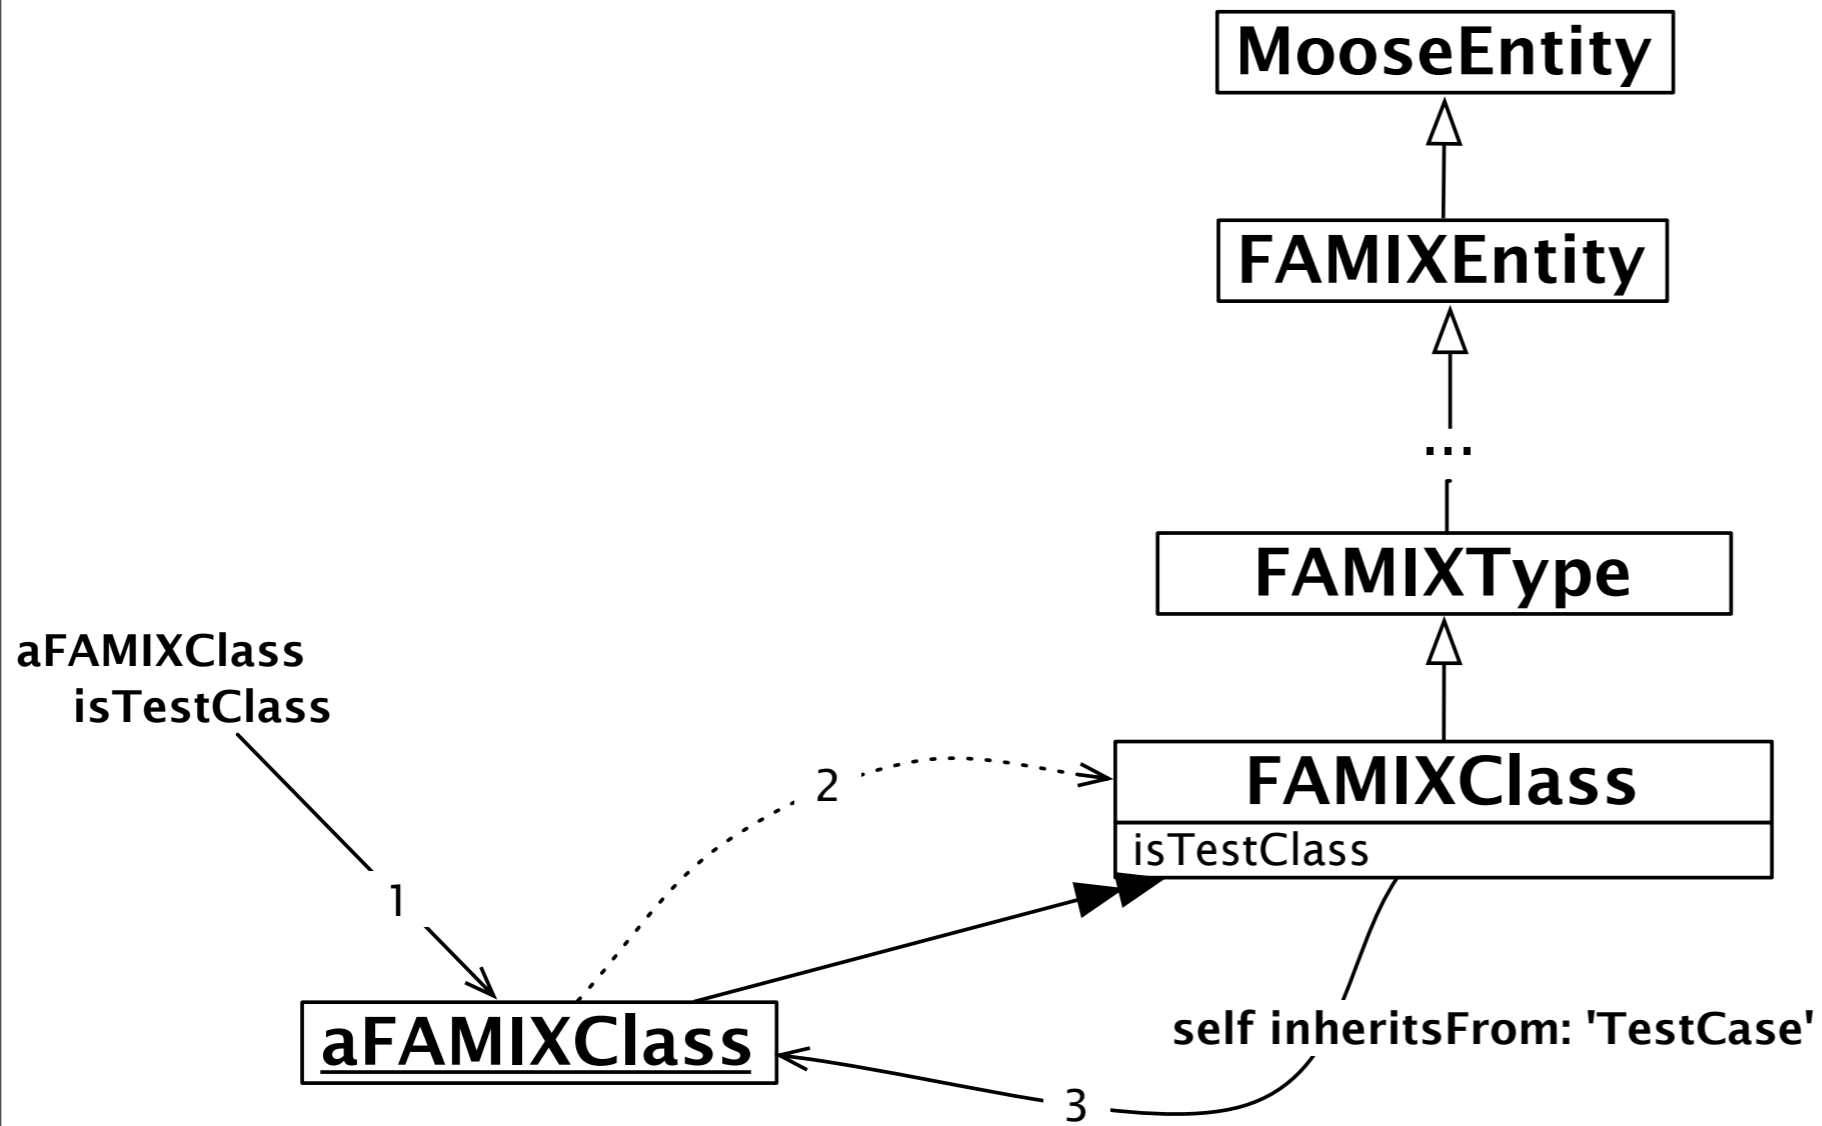 MooseEntity
FAMIXEntity
...
FAMIXType
aFAMIXClass
isTestClass
FAMIXClass
2
isTestClass
1
aFAMIXClass
self inheritsFrom: 'TestCase'
3